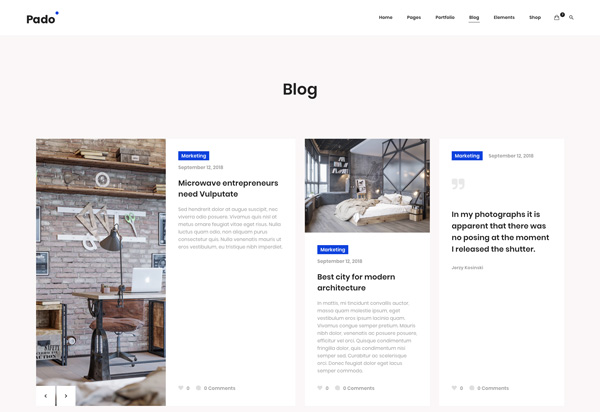 Pado
Home Pages Portfolio Blog Elements Shop
Blog
Marketing
September 12, 2018
Microwave entrepreneurs
need Vulputate
Sed hendrerit dolor at augue suscipit, nec
viverra odio posuere. Vivamus quis nisl at
metus ornare feugiat vitae eget risus. Nulla
luctus quam odio, non aliquam purus
consectetur quis. Nulla venenatis mauris ut
eros vestibulum, eu tristique nibh imperdiet.
0 0 Comments
Marketing
September 12, 2018
Best city for modern
architecture
In mattis, mi tincidunt convallis auctor,
massa quam molestie ipsum, eget
vestibulum eros ipsum iaculis quam.
Vivamus congue semper pretium. Mauris
nibh dolor, venenatis ac posuere posuere,
efficitur vel orci. Quisque condimentum
fringilla dolor, quis condimentum nisi
semper sed. Curabitur ac scelerisque
orci. Donec feugiat dolor eget lacus
semper commodo.
0 0 Comments
Marketing September 12, 2018
In my photographs it is
apparent that there was
no posing at the moment
I released the shutter.
Jerzy Kosinski
0 0 Comments